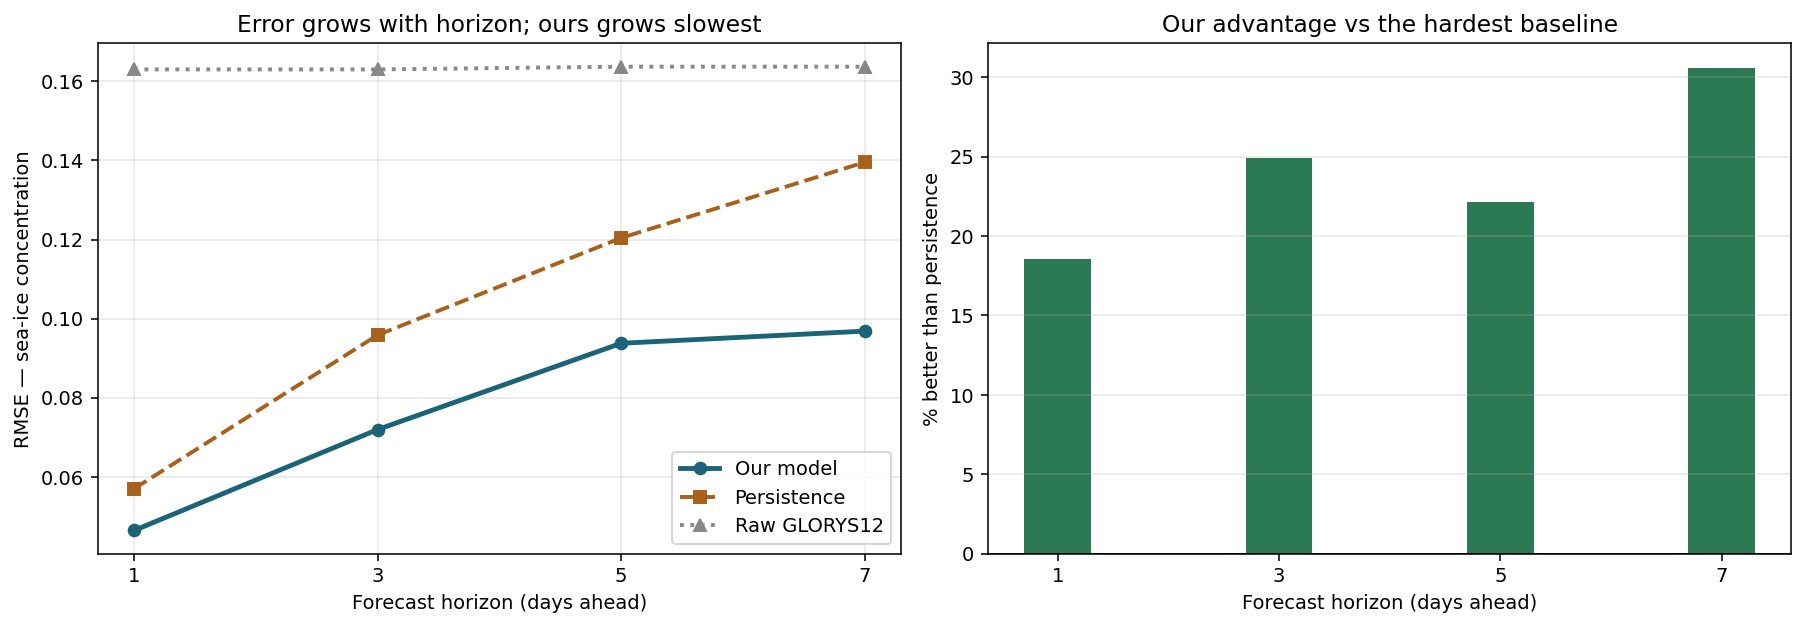 Error grows with horizon; ours grows slowest
RMSE — sea-ice concentration
0.16
0.14
0.12
0.10
0.08
0.06
1
3
5
7
Forecast horizon (days ahead)
Our model
Persistence
Raw GLORYS12
Our advantage vs the hardest baseline
% better than persistence
30
25
20
15
10
5
0
1
3
5
7
Forecast horizon (days ahead)